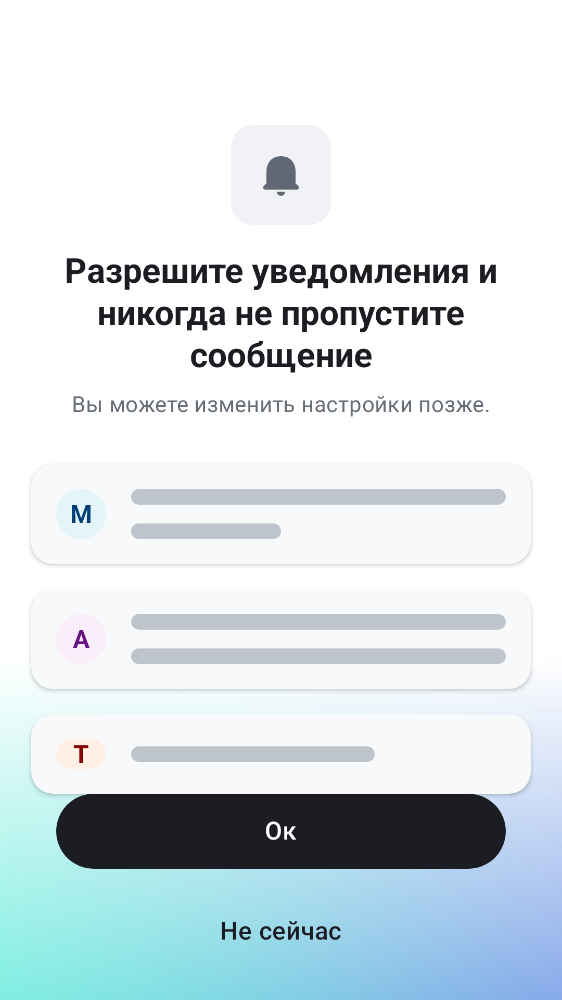 Разрешите уведомления и
никогда не пропустите
сообщение
Вы можете изменить настройки позже.
M
A
T
Ок
Не сейчас